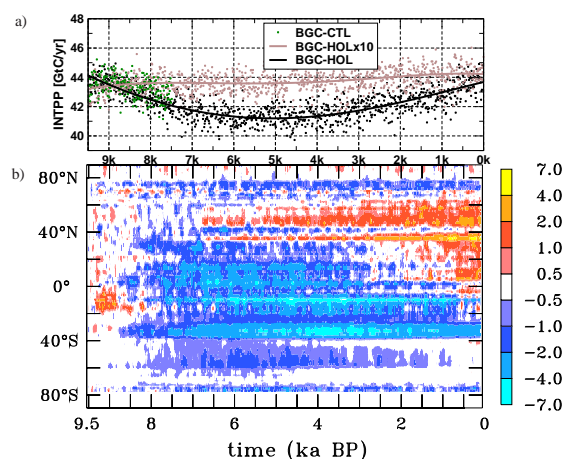 a)
INTPP [GtC/yr]
48
46
44
42
40
BGC-CTL
BGC-HOLx10
BGC-HOL
9k 8k 7k 6k 5k 4k 3k 2k 1k 0k
b)
80°N
40°N
0°
40°S
80°S
9.5 8 6 4 2 0
time (ka BP)
7.0
4.0
2.0
1.0
0.5
−0.5
−1.0
−2.0
−4.0
−7.0